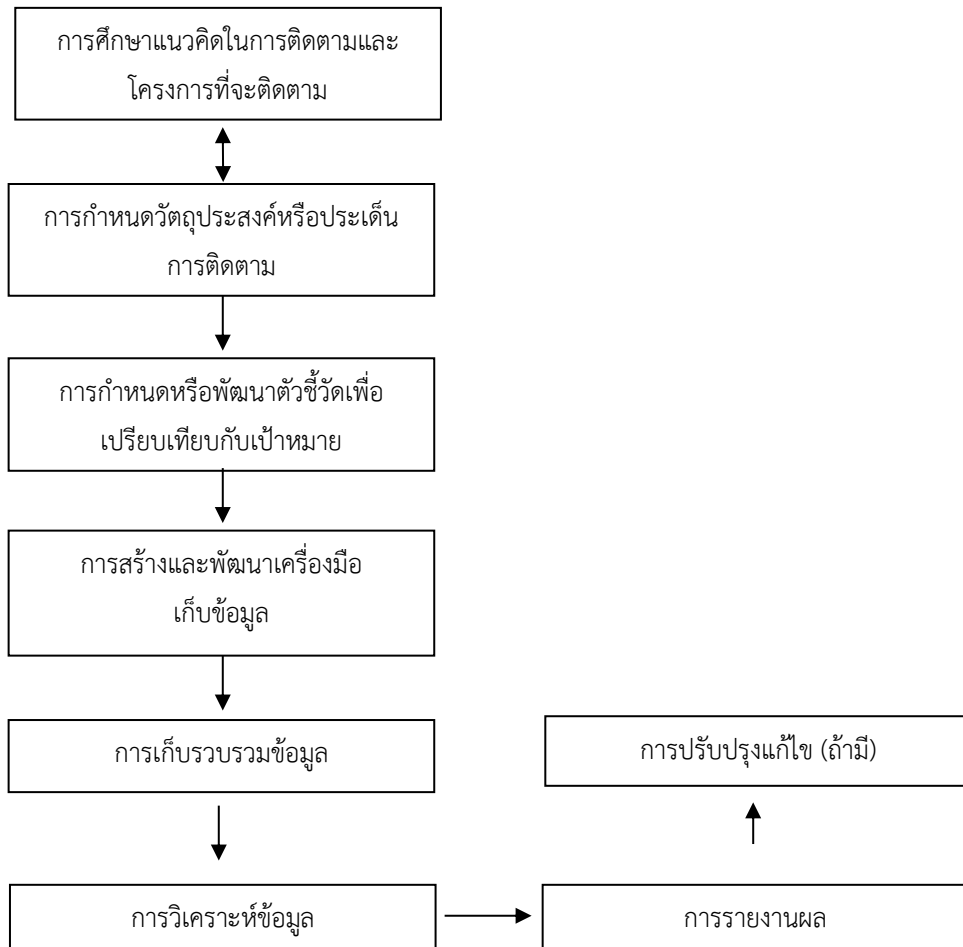 การศึกษาแนวคิดในการติดตามและ
โครงการที่จะติดตาม
การกำหนดวัตถุประสงค์หรือประเด็น
การติดตาม
การกำหนดหรือพัฒนาตัวชี้วัดเพื่อ
เปรียบเทียบกับเป้าหมาย
การสร้างและพัฒนาเครื่องมือ
เก็บข้อมูล
การเก็บรวบรวมข้อมูล
การวิเคราะห์ข้อมูล
การรายงานผล
การปรับปรุงแก้ไข (ถ้ามี)